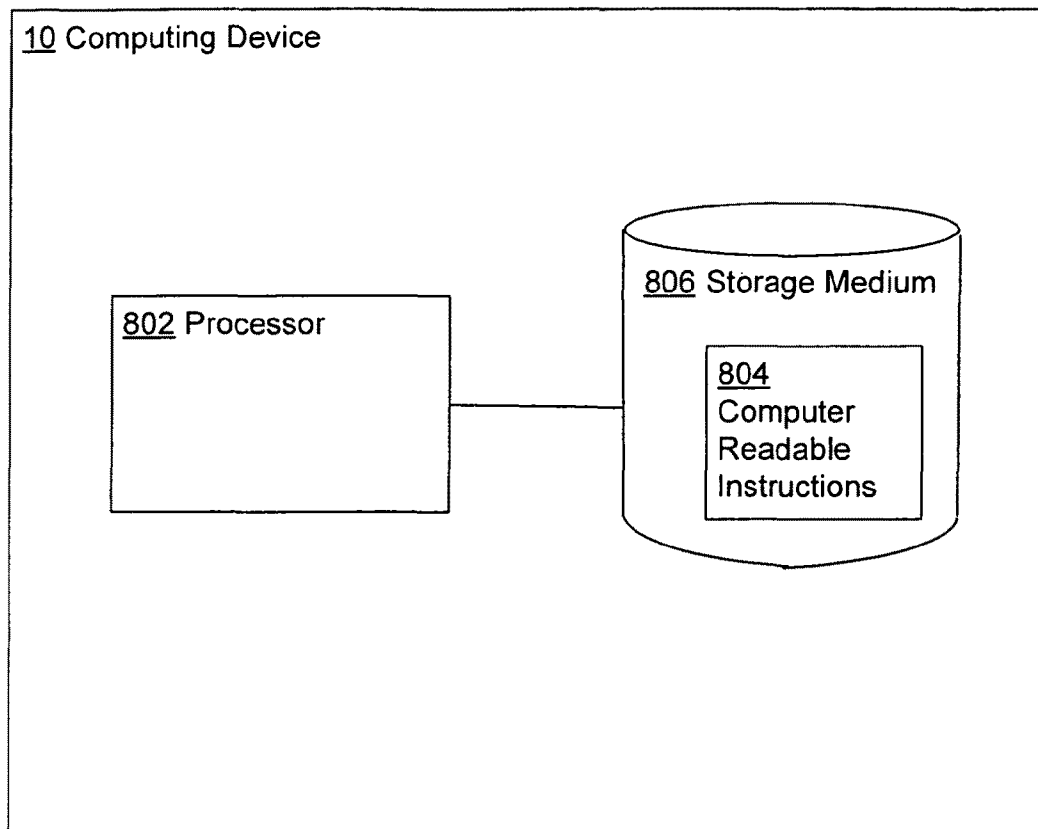 10 Computing Device
806 Storage Medium
802 Processor
804
Computer
Readable
Instructions